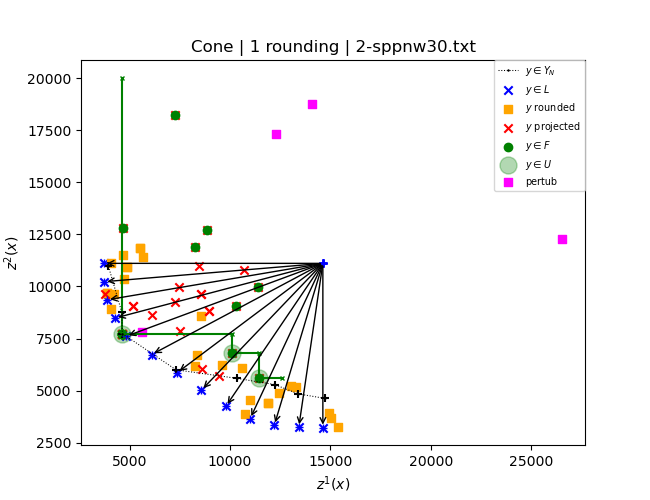 Cone | 1 rounding | 2-sppnw30.txt
z²(x)
20000
17500
15000
12500
10000
7500
5000
2500
5000
10000
15000
20000
25000
z¹(x)
y ∈ Y_N
y ∈ L
y rounded
y projected
y ∈ F
y ∈ U
pertub